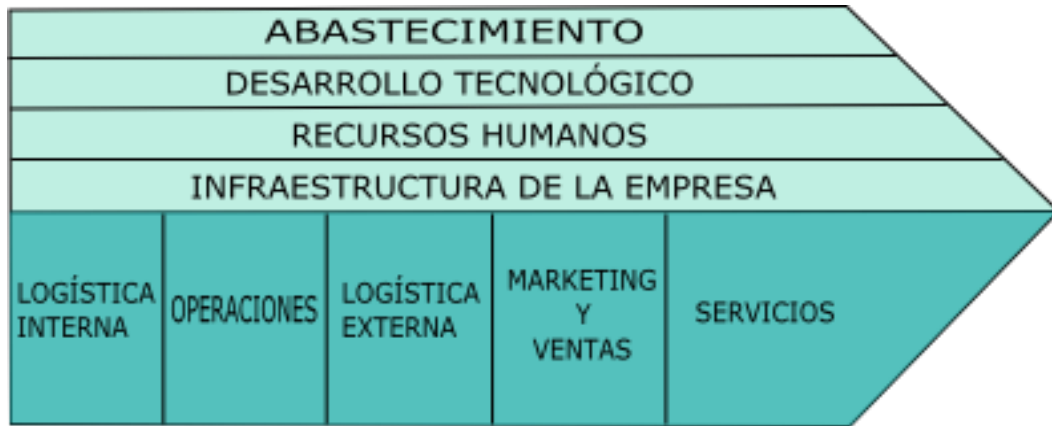 ABASTECIMIENTO
DESARROLLO TECNOLÓGICO
RECURSOS HUMANOS
INFRAESTRUCTURA DE LA EMPRESA
LOGÍSTICA
INTERNA
OPERACIONES
LOGÍSTICA
EXTERNA
MARKETING
Y
VENTAS
SERVICIOS